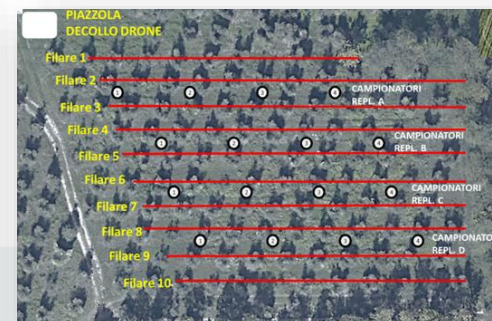 PIAZZOLA
DECOLLO DRONE
Filare 1
Filare 2
1 2 3 4 CAMPIONATORI
REPL. A
Filare 3
Filare 4
1 2 3 4 CAMPIONATORI
REPL. B
Filare 5
Filare 6
1 2 3 4 CAMPIONATORI
REPL. C
Filare 7
Filare 8
1 2 3 4 CAMPIONATO
REPL. D
Filare 9
Filare 10